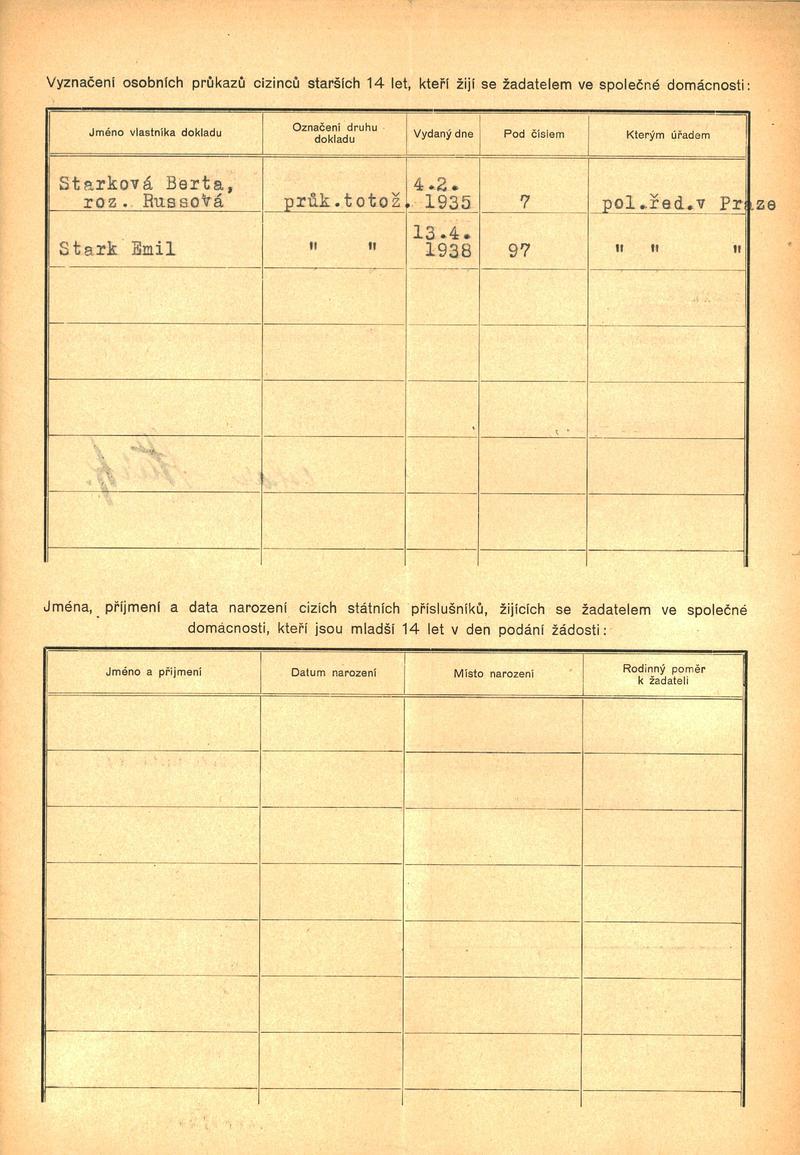 Vyznačení osobních průkazů cizinců starších 14 let, kteří žijí se žadatelem ve společné domácnosti:
Jméno vlastníka dokladu
Označení druhu
dokladu
Vydaný dne
Pod číslem
Kterým úřadem
Starková Berta,
roz. Russová
průk.totož.
4.2.
1935
7
pol.řed.v Praze
Stark Emil
" "
13.4.
1938
97
" " "
Jména, příjmení a data narození cizích státních příslušníků, žijících se žadatelem ve společné
domácnosti, kteří jsou mladší 14 let v den podání žádosti:
Jméno a příjmení
Datum narození
Místo narození
Rodinný poměr
k žadateli